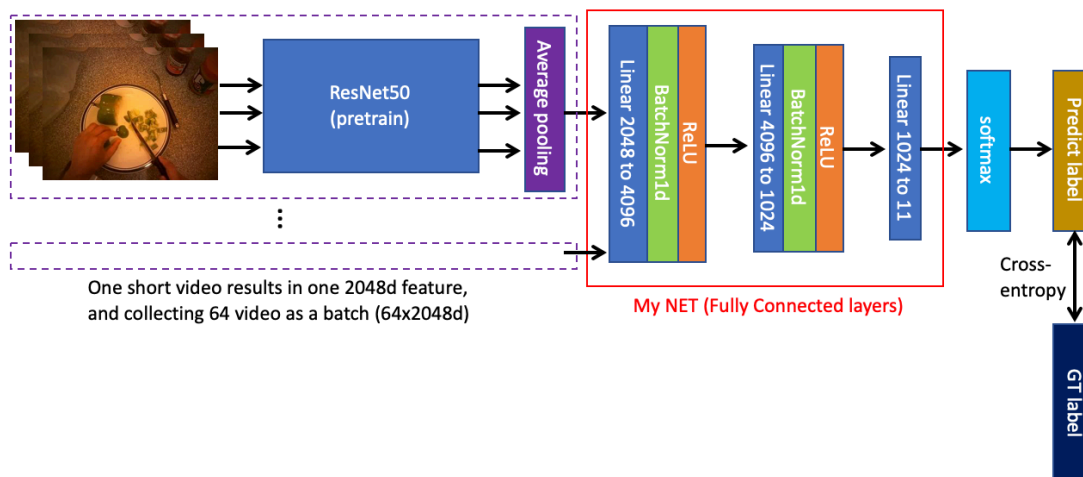 ResNet50
(pretrain)
Average pooling
Linear 2048 to 4096
BatchNorm1d
ReLU
Linear 4096 to 1024
BatchNorm1d
ReLU
Linear 1024 to 11
softmax
Predict label
...
One short video results in one 2048d feature,
and collecting 64 video as a batch (64x2048d)
My NET (Fully Connected layers)
Cross-
entropy
GT label